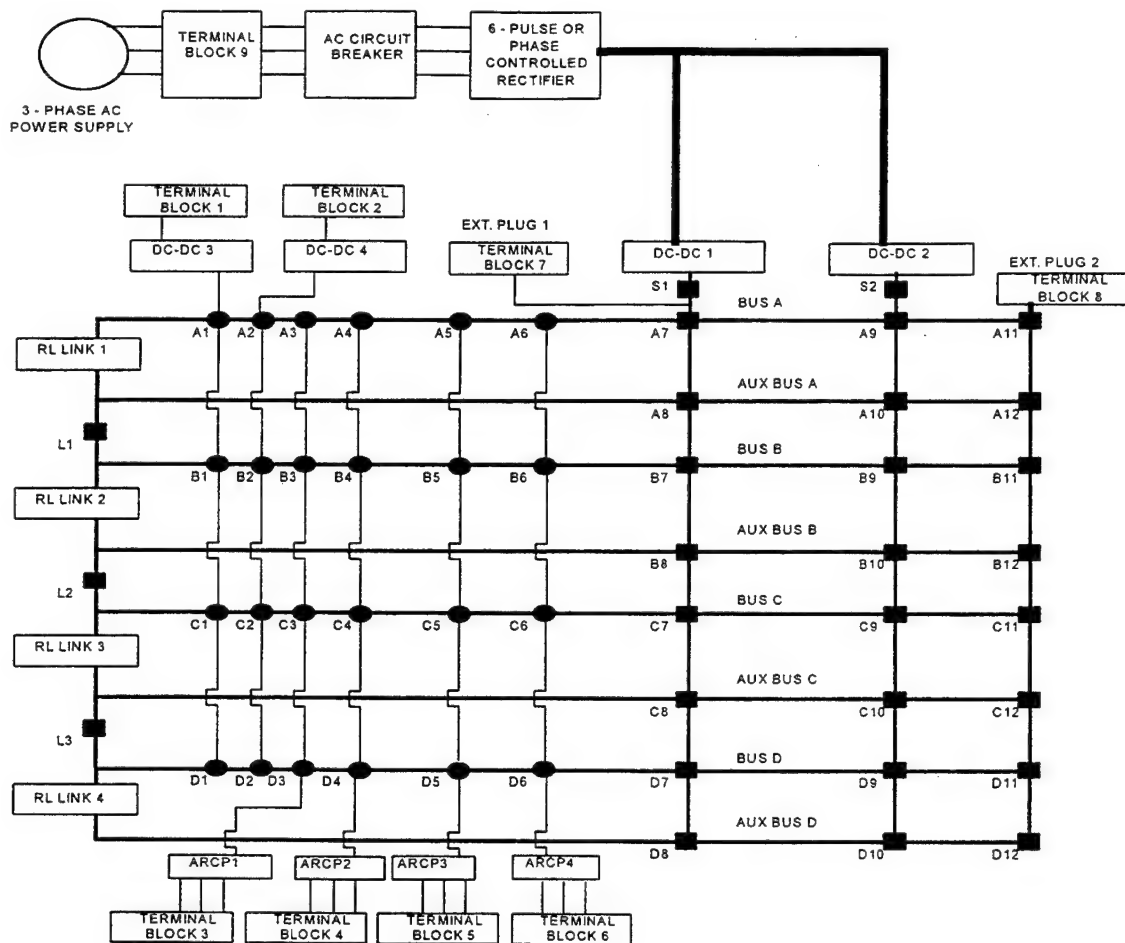 3 - PHASE AC
POWER SUPPLY
TERMINAL
BLOCK 9
AC CIRCUIT
BREAKER
6 - PULSE OR
PHASE
CONTROLLED
RECTIFIER
TERMINAL
BLOCK 1
TERMINAL
BLOCK 2
DC-DC 3
DC-DC 4
EXT. PLUG 1
TERMINAL
BLOCK 7
DC-DC 1
DC-DC 2
EXT. PLUG 2
TERMINAL
BLOCK 8
S1
S2
BUS A
A1 A2 A3 A4 A5 A6 A7 A9 A11
RL LINK 1
AUX BUS A
A8 A10 A12
L1
BUS B
B1 B2 B3 B4 B5 B6 B7 B9 B11
RL LINK 2
AUX BUS B
B8 B10 B12
L2
BUS C
C1 C2 C3 C4 C5 C6 C7 C9 C11
RL LINK 3
AUX BUS C
C8 C10 C12
L3
BUS D
D1 D2 D3 D4 D5 D6 D7 D9 D11
RL LINK 4
AUX BUS D
D8 D10 D12
ARCP1
ARCP2
ARCP3
ARCP4
TERMINAL
BLOCK 3
TERMINAL
BLOCK 4
TERMINAL
BLOCK 5
TERMINAL
BLOCK 6